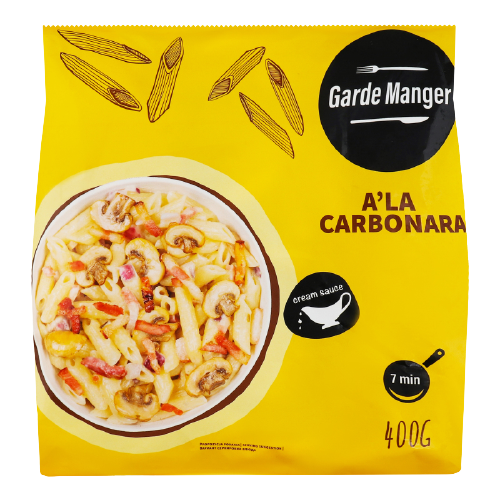 Garde Manger
A'LA
CARBONARA
cream sauce
7 min
400G